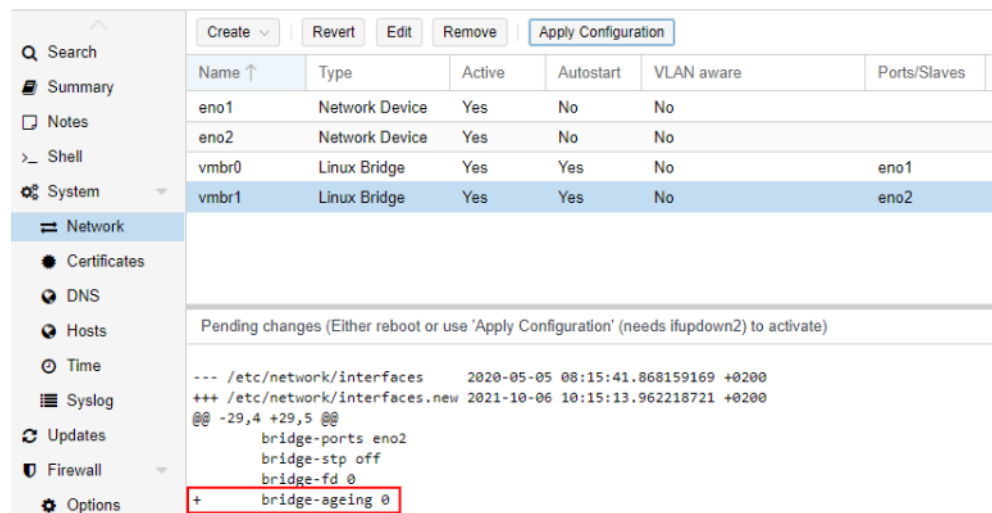 Search
Summary
Notes
>_ Shell
System
Network
Certificates
DNS
Hosts
Time
Syslog
Updates
Firewall
Options
Create Revert Edit Remove Apply Configuration
Name ↑ Type Active Autostart VLAN aware Ports/Slaves
eno1 Network Device Yes No No
eno2 Network Device Yes No No
vmbr0 Linux Bridge Yes Yes No eno1
vmbr1 Linux Bridge Yes Yes No eno2
Pending changes (Either reboot or use 'Apply Configuration' (needs ifupdown2) to activate)
--- /etc/network/interfaces 2020-05-05 08:15:41.868159169 +0200
+++ /etc/network/interfaces.new 2021-10-06 10:15:13.962218721 +0200
@@ -29,4 +29,5 @@
bridge-ports eno2
bridge-stp off
bridge-fd 0
+ bridge-ageing 0